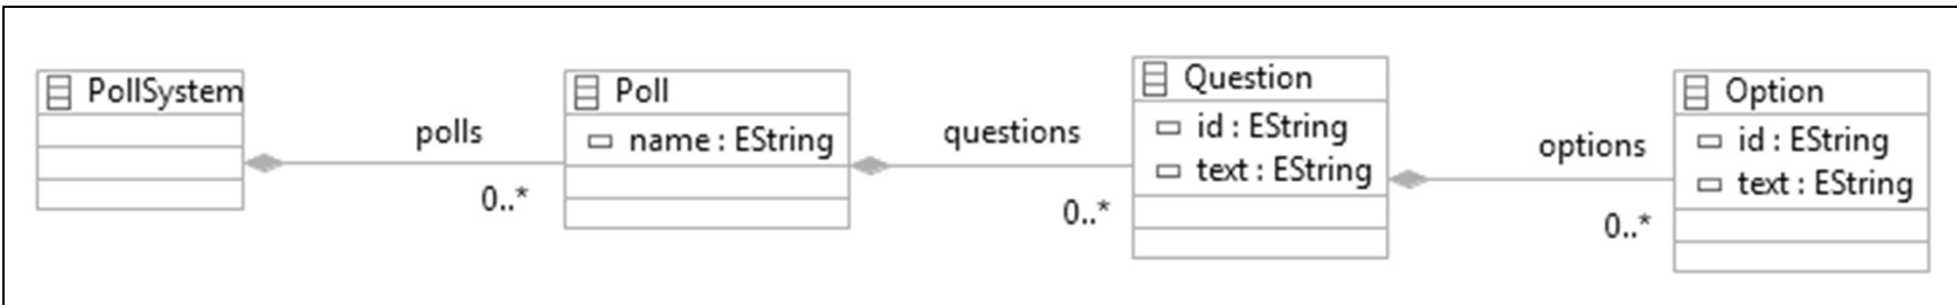 PollSystem
polls
0..*
Poll
name : EString
questions
0..*
Question
id : EString
text : EString
options
0..*
Option
id : EString
text : EString